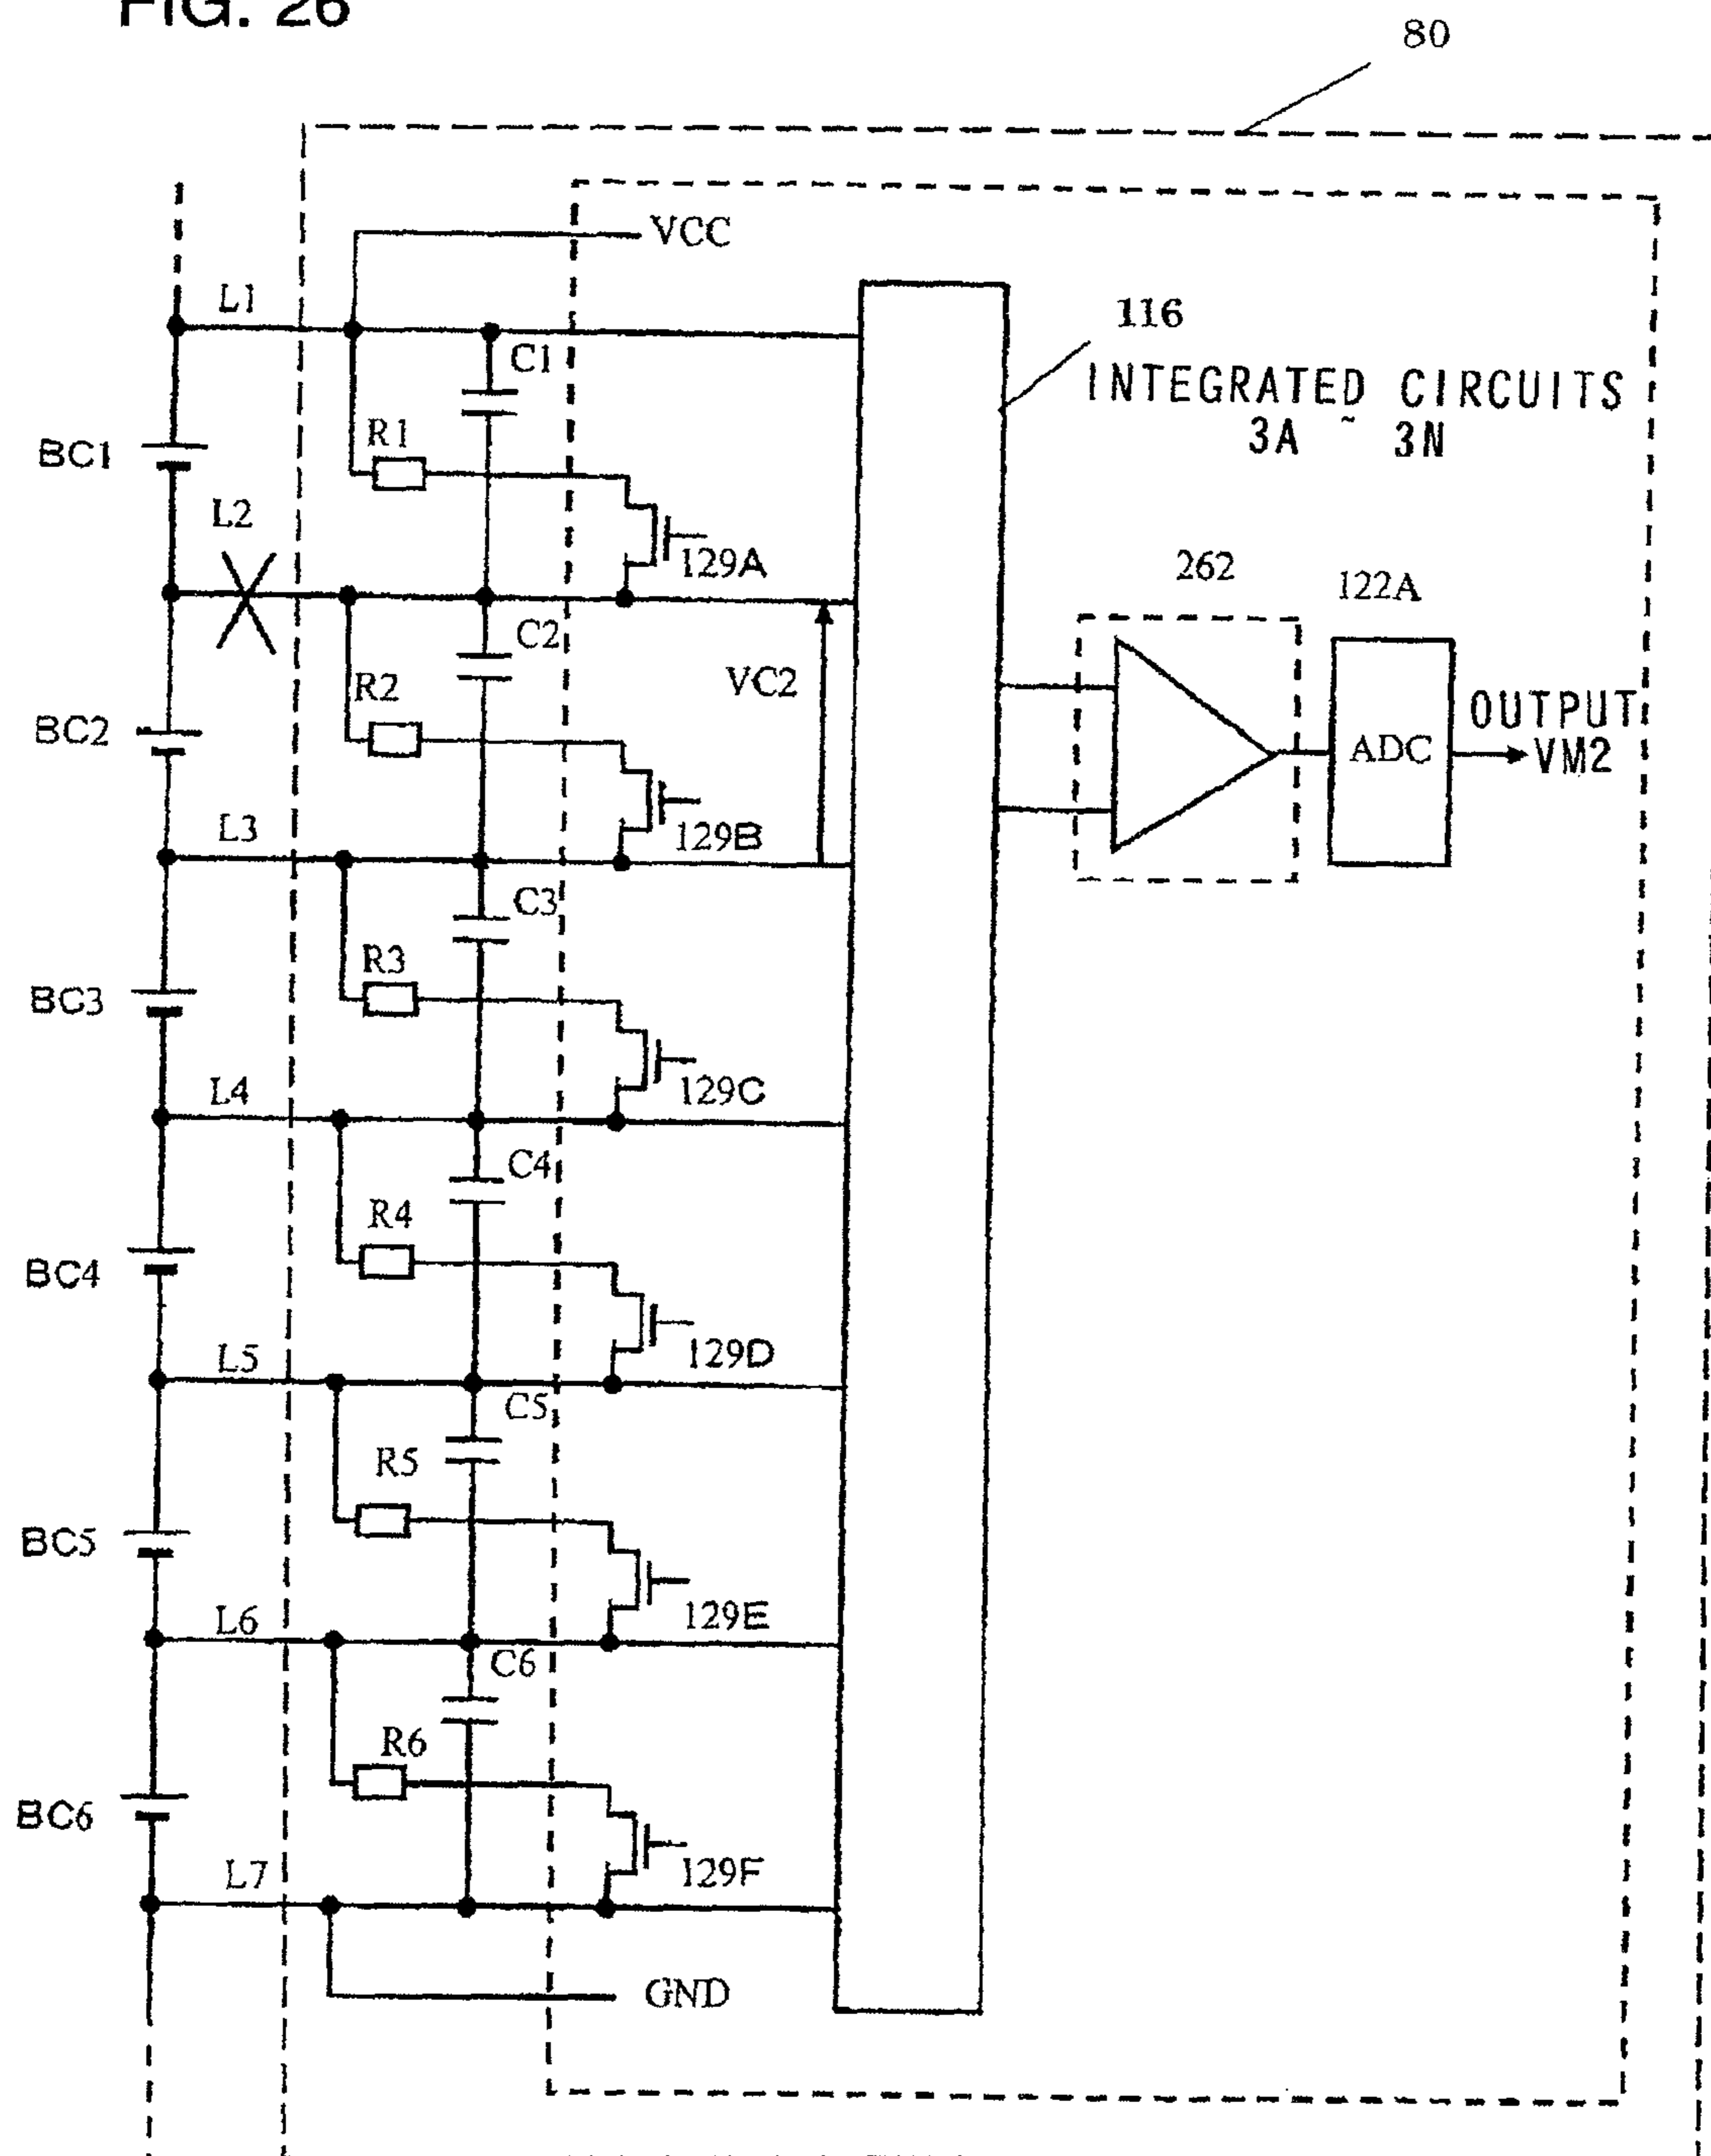 FIG. 26
80
VCC
L1
C1
116
INTEGRATED CIRCUITS
3A ~ 3N
R1
BC1
L2
129A
262
122A
C2
R2
VC2
BC2
OUTPUT
ADC
VM2
L3
129B
C3
R3
BC3
129C
L4
C4
R4
BC4
129D
L5
C5
R5
BC5
129E
L6
C6
R6
BC6
129F
L7
GND